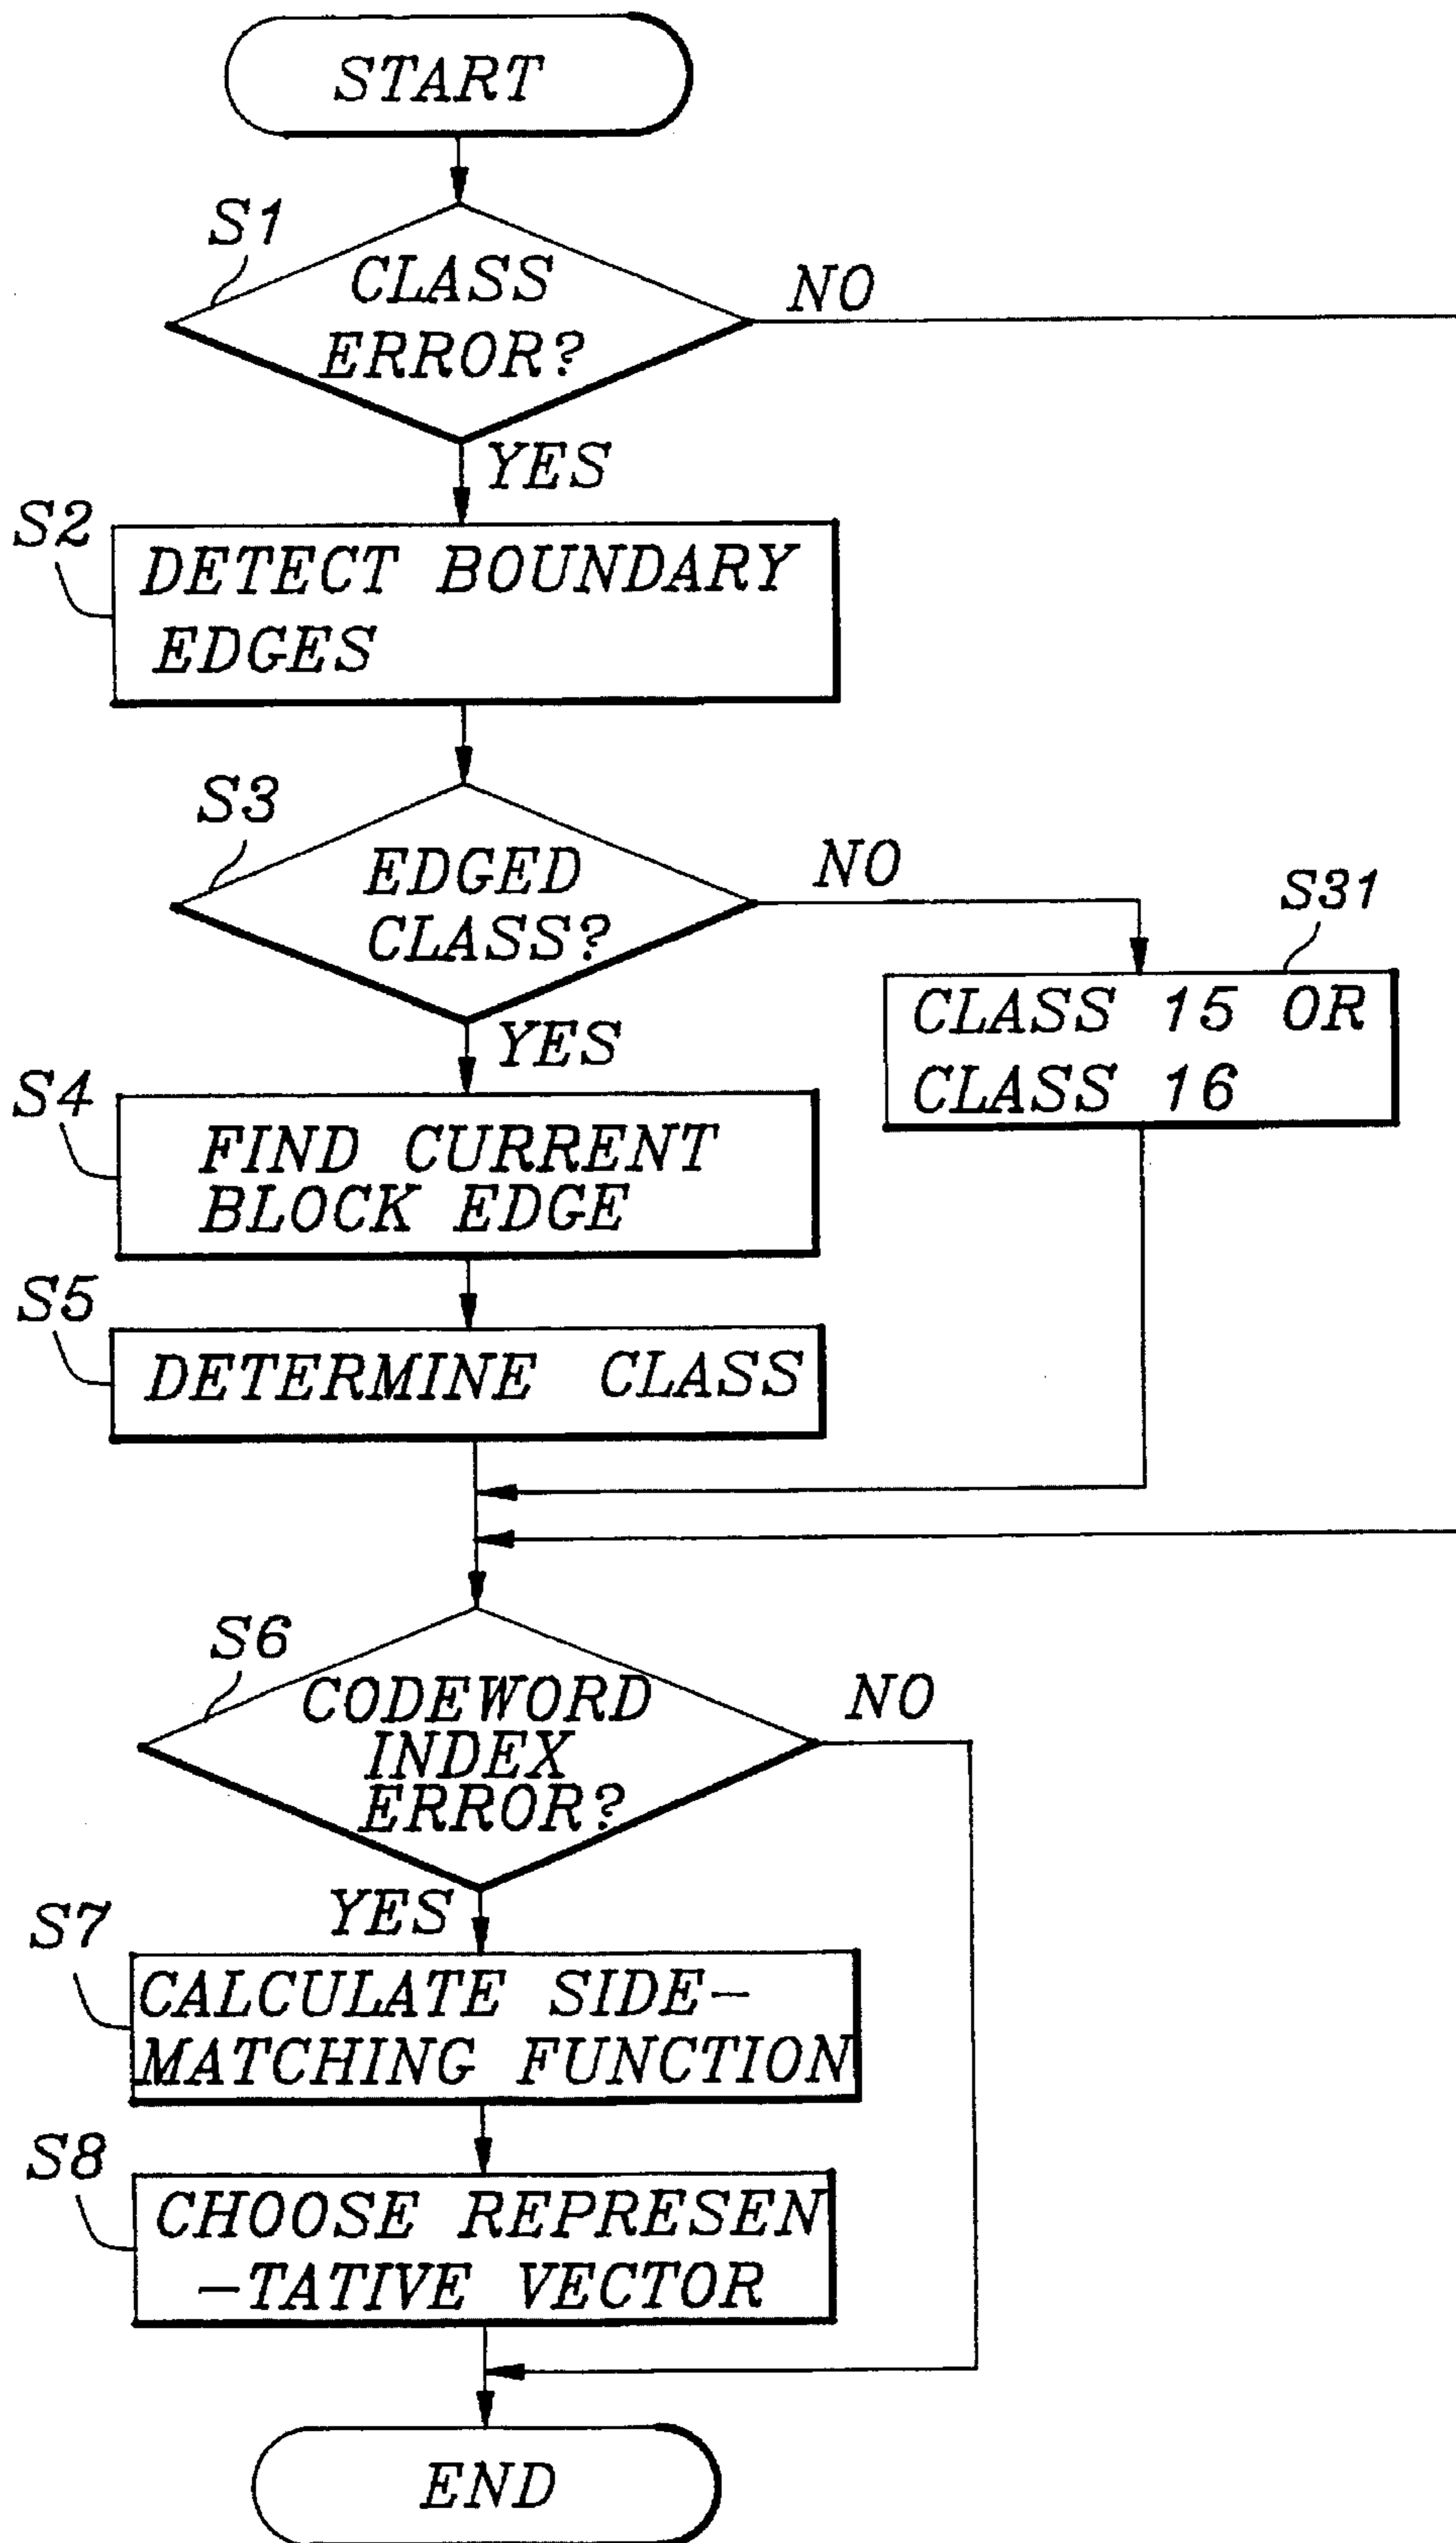 START
S1
CLASS
ERROR?
NO
YES
S2
DETECT BOUNDARY
EDGES
S3
EDGED
CLASS?
NO
S31
CLASS 15 OR
CLASS 16
YES
S4
FIND CURRENT
BLOCK EDGE
S5
DETERMINE CLASS
S6
CODEWORD
INDEX
ERROR?
NO
YES
S7
CALCULATE SIDE-
MATCHING FUNCTION
S8
CHOOSE REPRESEN
-TATIVE VECTOR
END